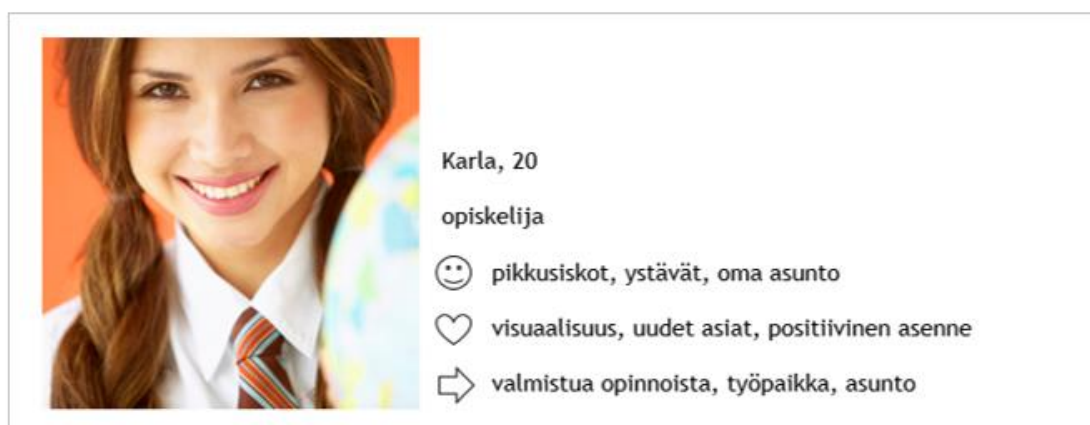 Karla, 20
opiskelija
pikkusiskot, ystävät, oma asunto
visuaalisuus, uudet asiat, positiivinen asenne
valmistua opinnoista, työpaikka, asunto